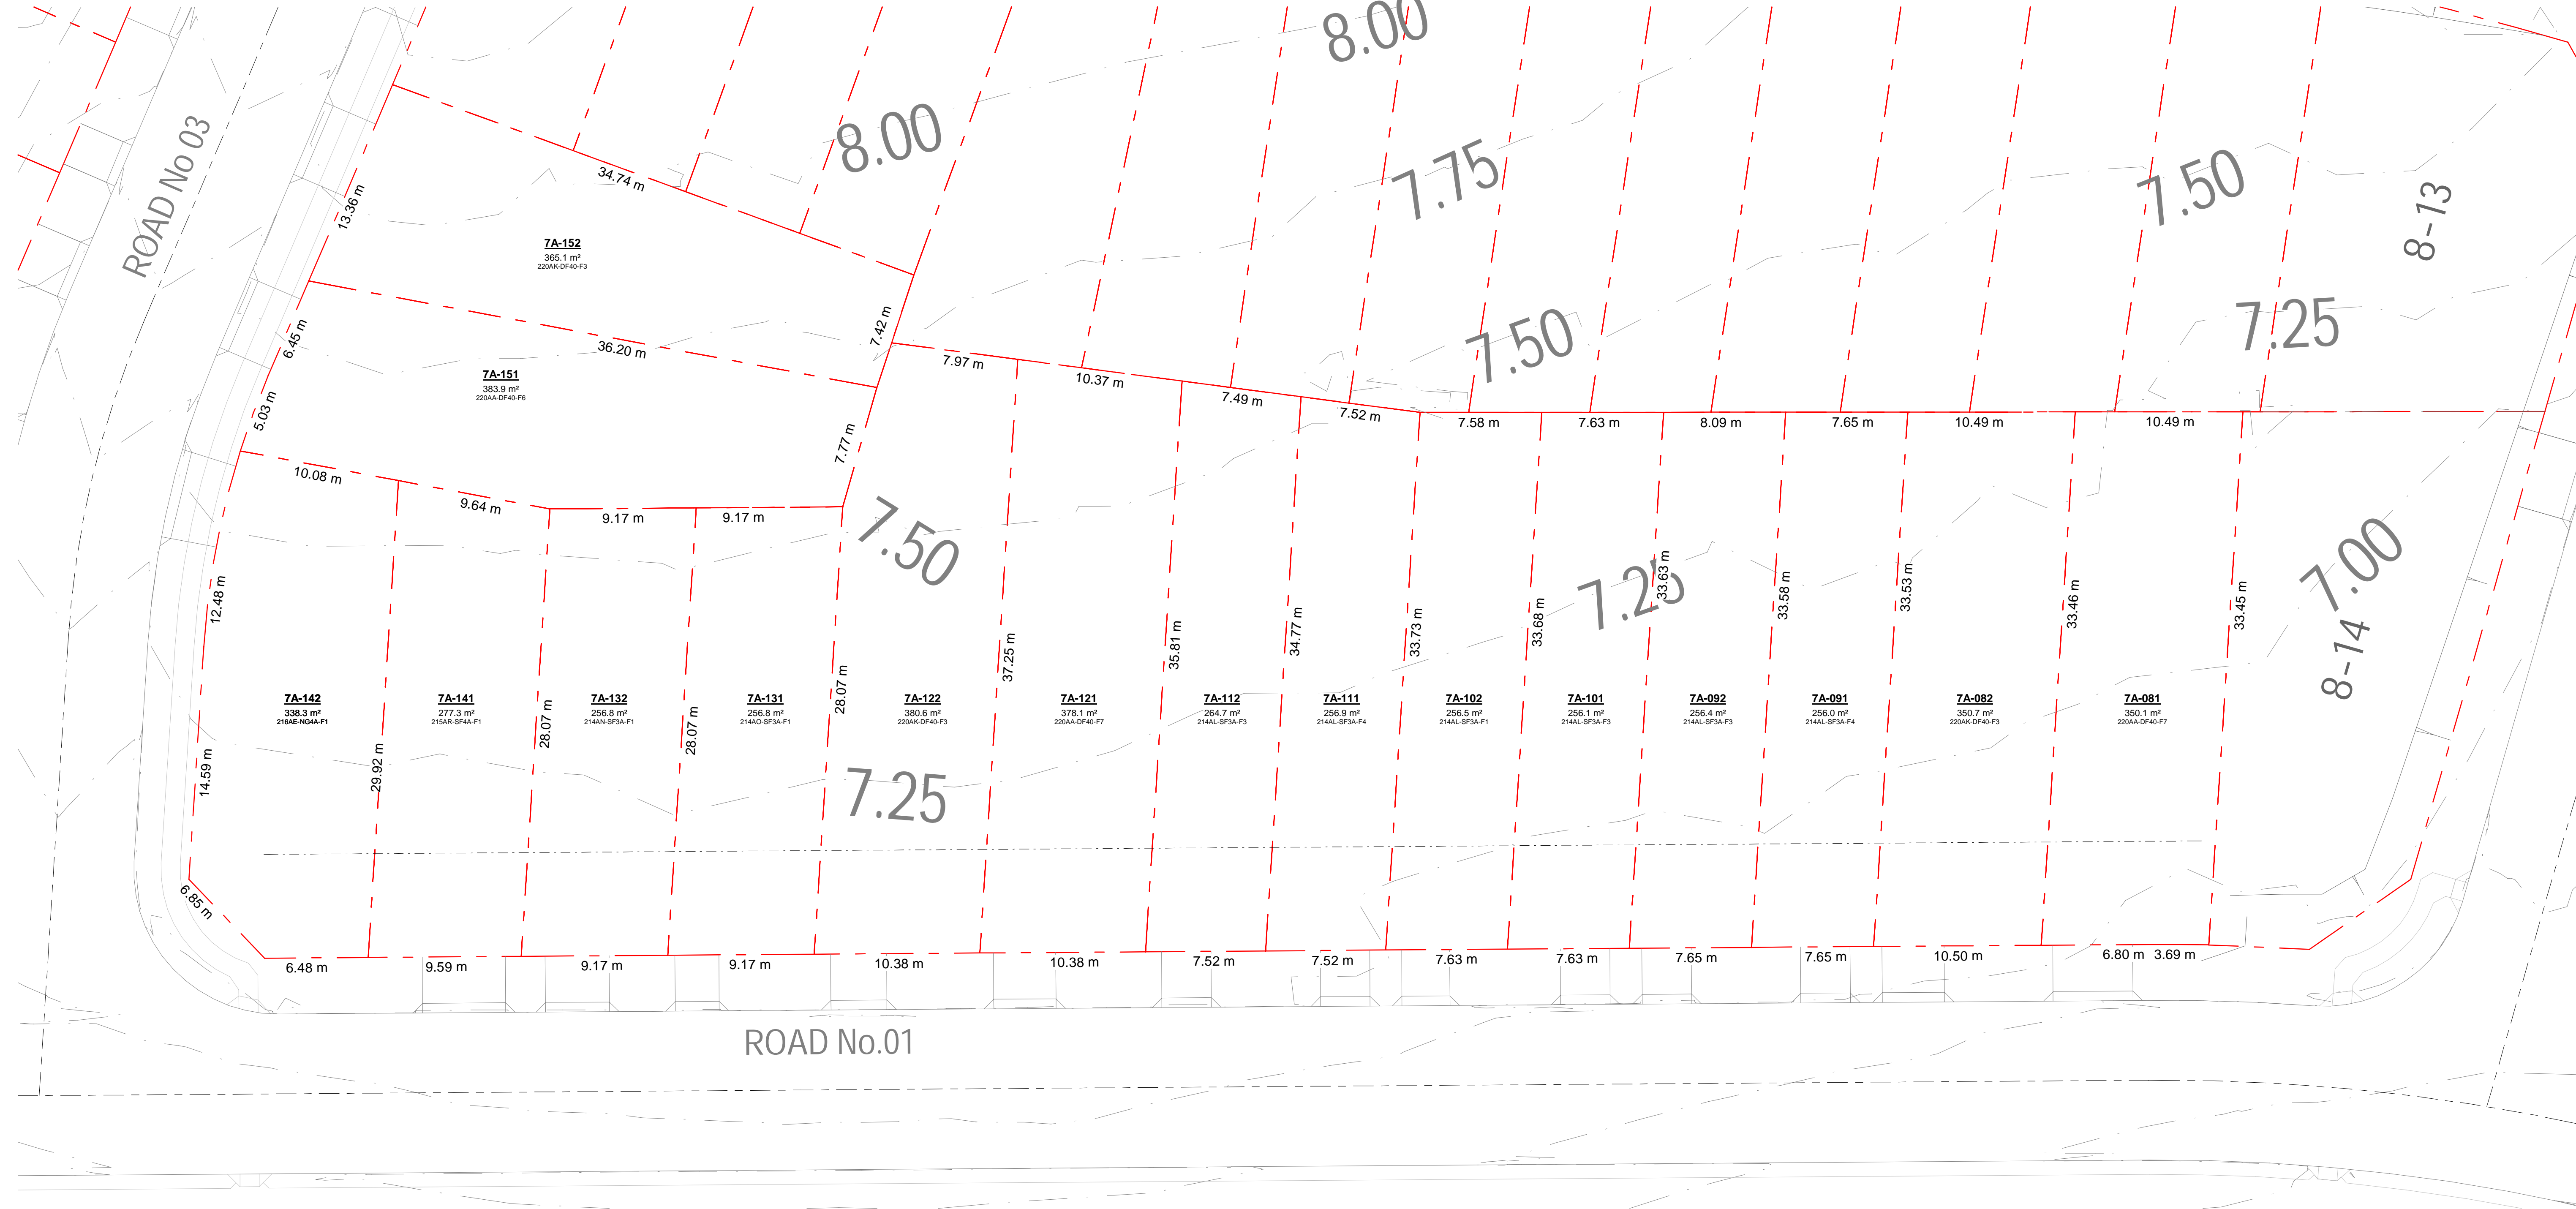 8.00
ROAD No 03
8.00
7.75
7.50
8-13
34.74 m
13.36 m
7A-152
365.1 m²
220AK-DF40-F3
7.25
7.42 m
7.50
6.45 m
36.20 m
7.97 m
10.37 m
7.49 m
7.52 m
7A-151
383.9 m²
220AA-DF40-F6
5.03 m
7.77 m
7.58 m
7.63 m
8.09 m
7.65 m
10.49 m
10.49 m
10.08 m
9.64 m
9.17 m
9.17 m
7.50
7.25
7.00
12.48 m
33.63 m
33.58 m
33.53 m
33.46 m
33.45 m
37.25 m
35.81 m
34.77 m
33.73 m
33.68 m
8-14
28.07 m
28.07 m
28.07 m
29.92 m
14.59 m
7A-142
338.3 m²
216AE-NG4A-F1
7A-141
277.3 m²
215AR-SF4A-F1
7A-132
256.8 m²
214AN-SF3A-F1
7A-131
256.8 m²
214AO-SF3A-F1
7A-122
380.6 m²
220AK-DF40-F3
7A-121
378.1 m²
220AA-DF40-F7
7A-112
264.7 m²
214AL-SF3A-F3
7A-111
256.9 m²
214AL-SF3A-F4
7A-102
256.5 m²
214AL-SF3A-F1
7A-101
256.1 m²
214AL-SF3A-F3
7A-092
256.4 m²
214AL-SF3A-F3
7A-091
256.0 m²
214AL-SF3A-F4
7A-082
350.7 m²
220AK-DF40-F3
7A-081
350.1 m²
220AA-DF40-F7
7.25
6.85 m
6.48 m
9.59 m
9.17 m
9.17 m
10.38 m
10.38 m
7.52 m
7.52 m
7.63 m
7.63 m
7.65 m
7.65 m
10.50 m
6.80 m
3.69 m
ROAD No.01